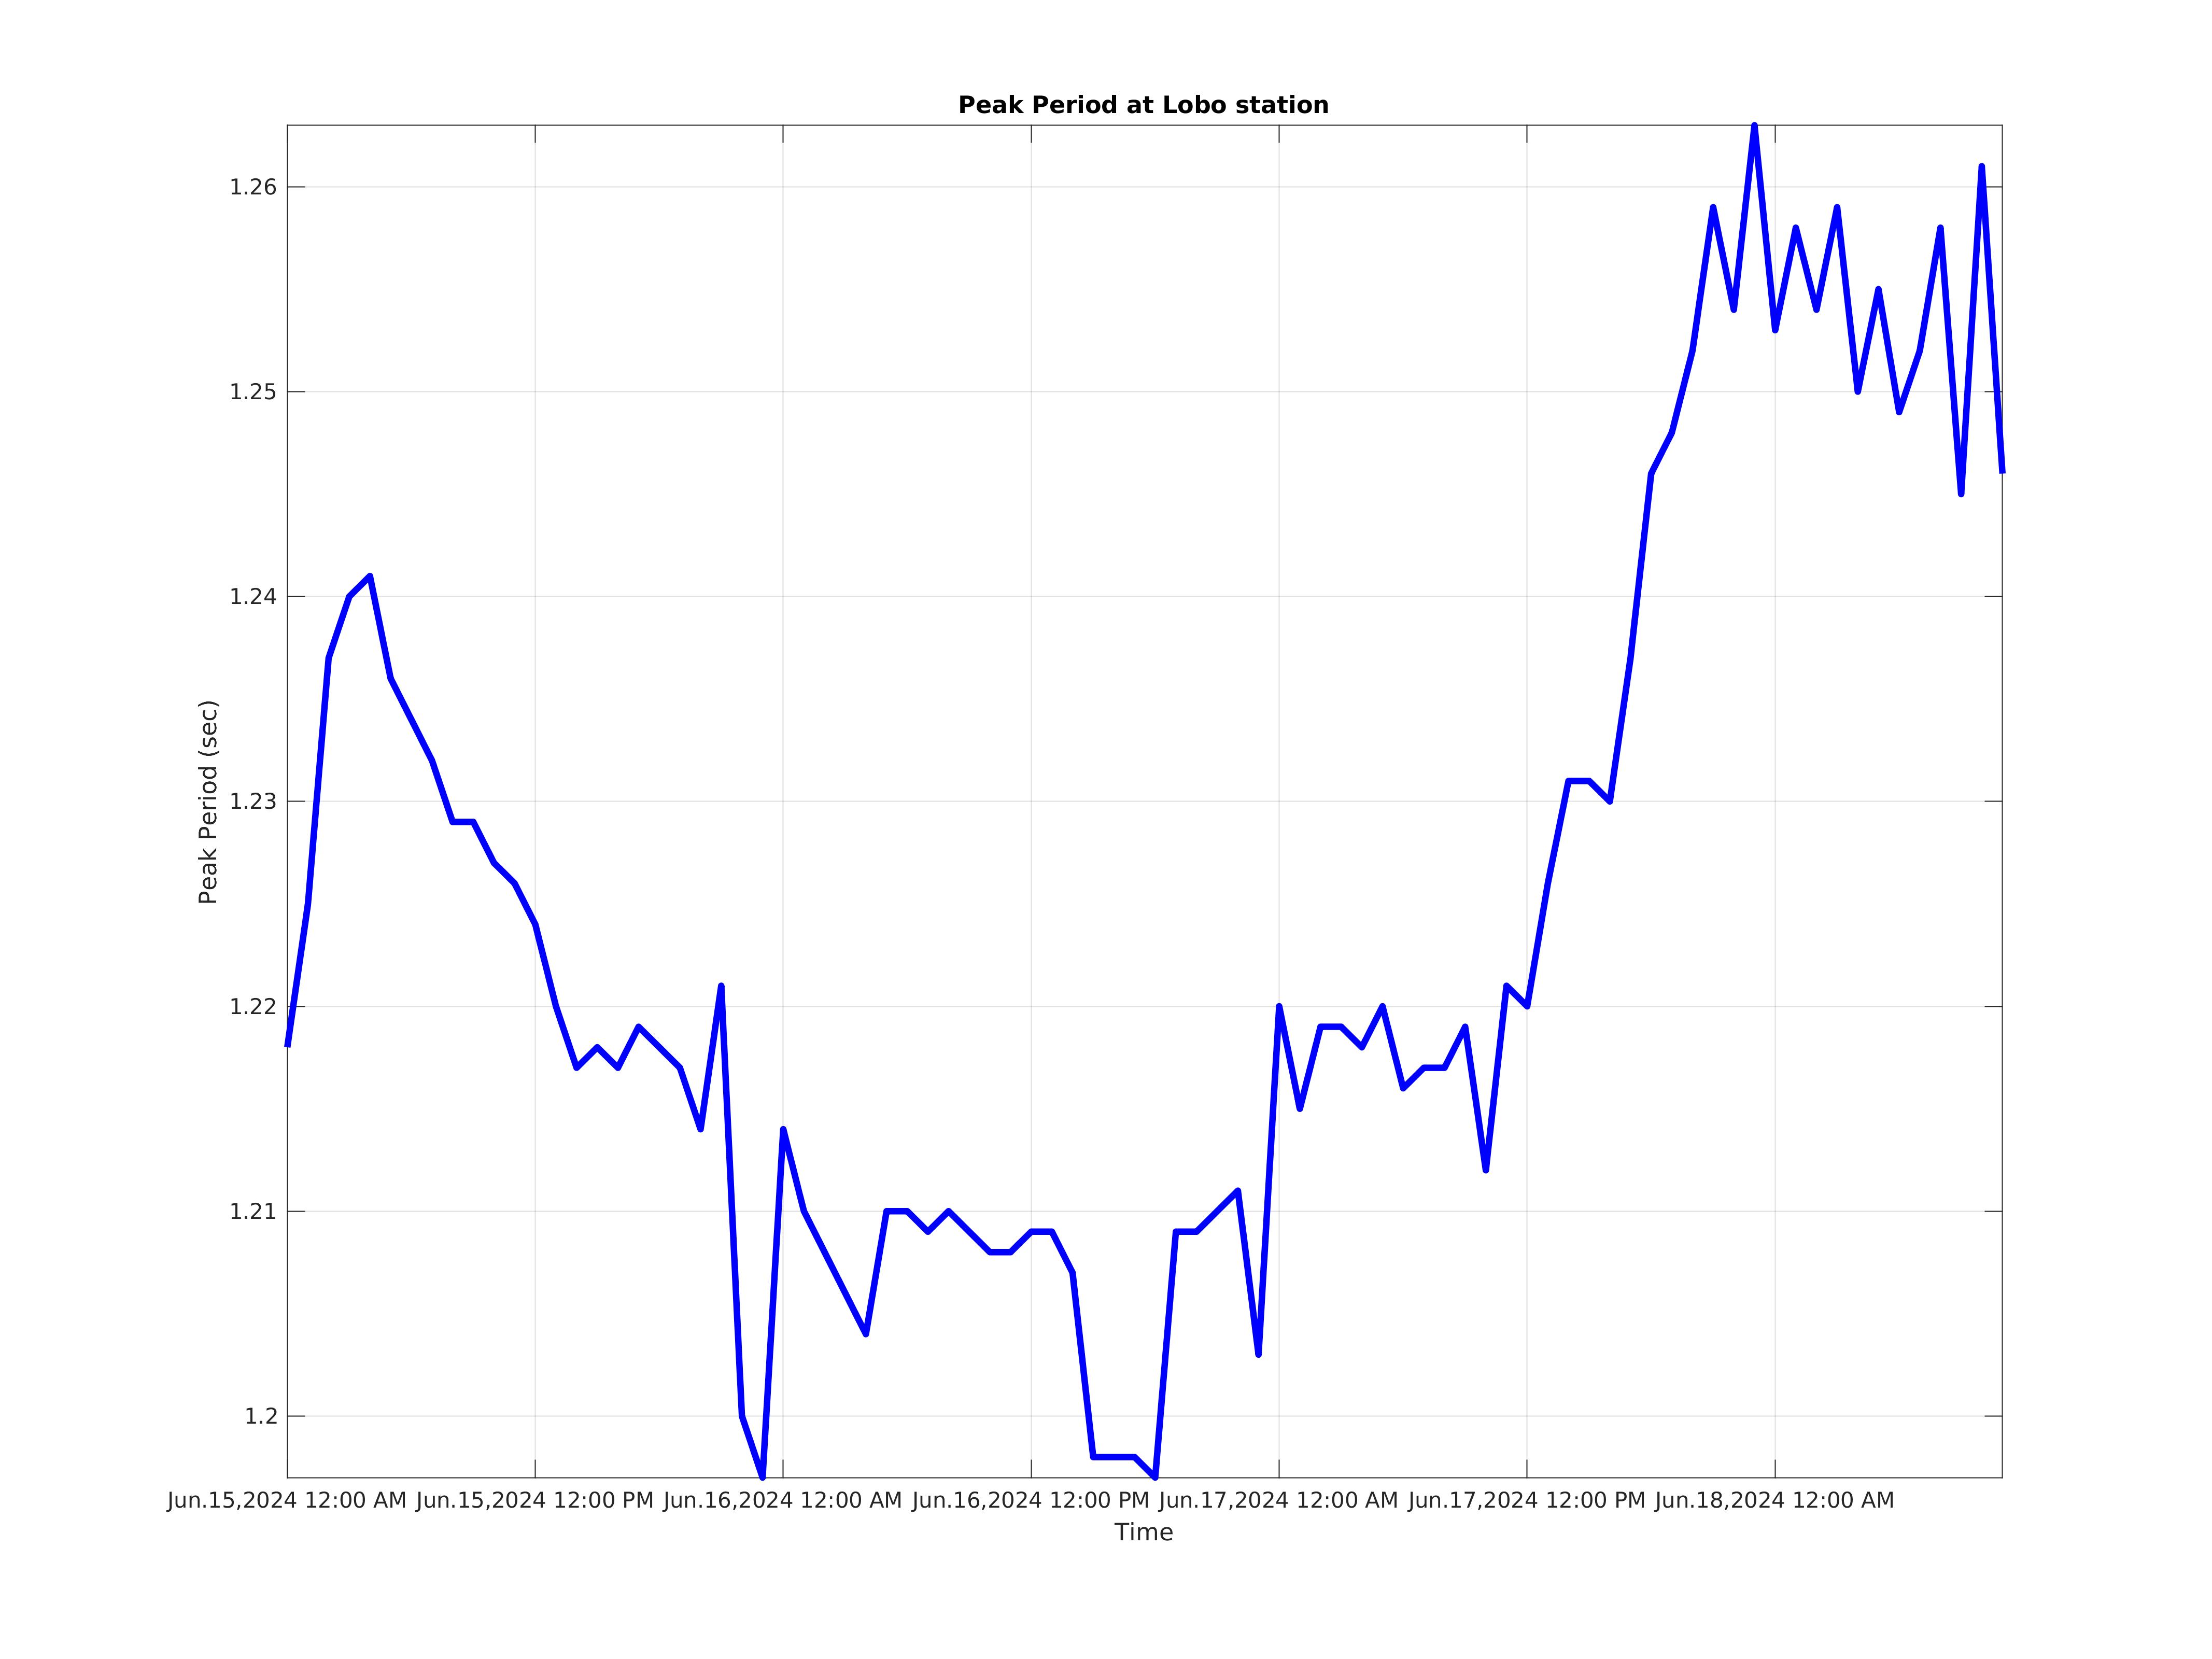 Peak Period at Lobo station
1.26
1.25
1.24
1.23
1.22
1.21
1.2
Peak Period (sec)
Jun.15,2024 12:00 AM Jun.15,2024 12:00 PM Jun.16,2024 12:00 AM Jun.16,2024 12:00 PM Jun.17,2024 12:00 AM Jun.17,2024 12:00 PM Jun.18,2024 12:00 AM
Time